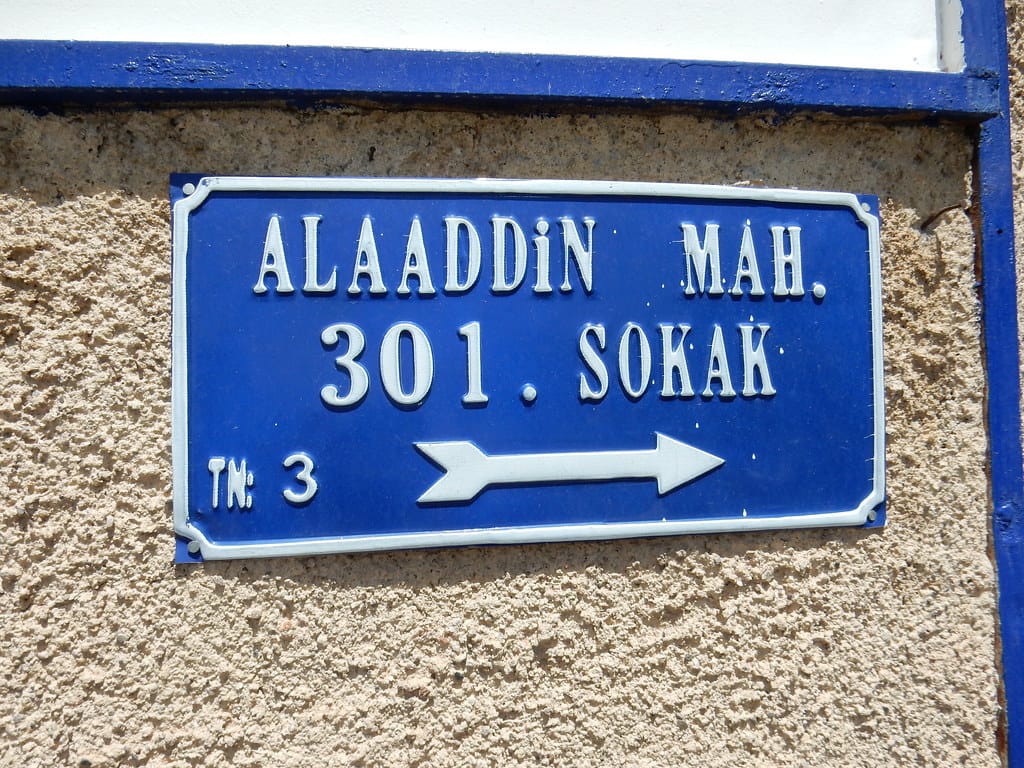 ALAADDiN MAH.
301. SOKAK
TN: 3